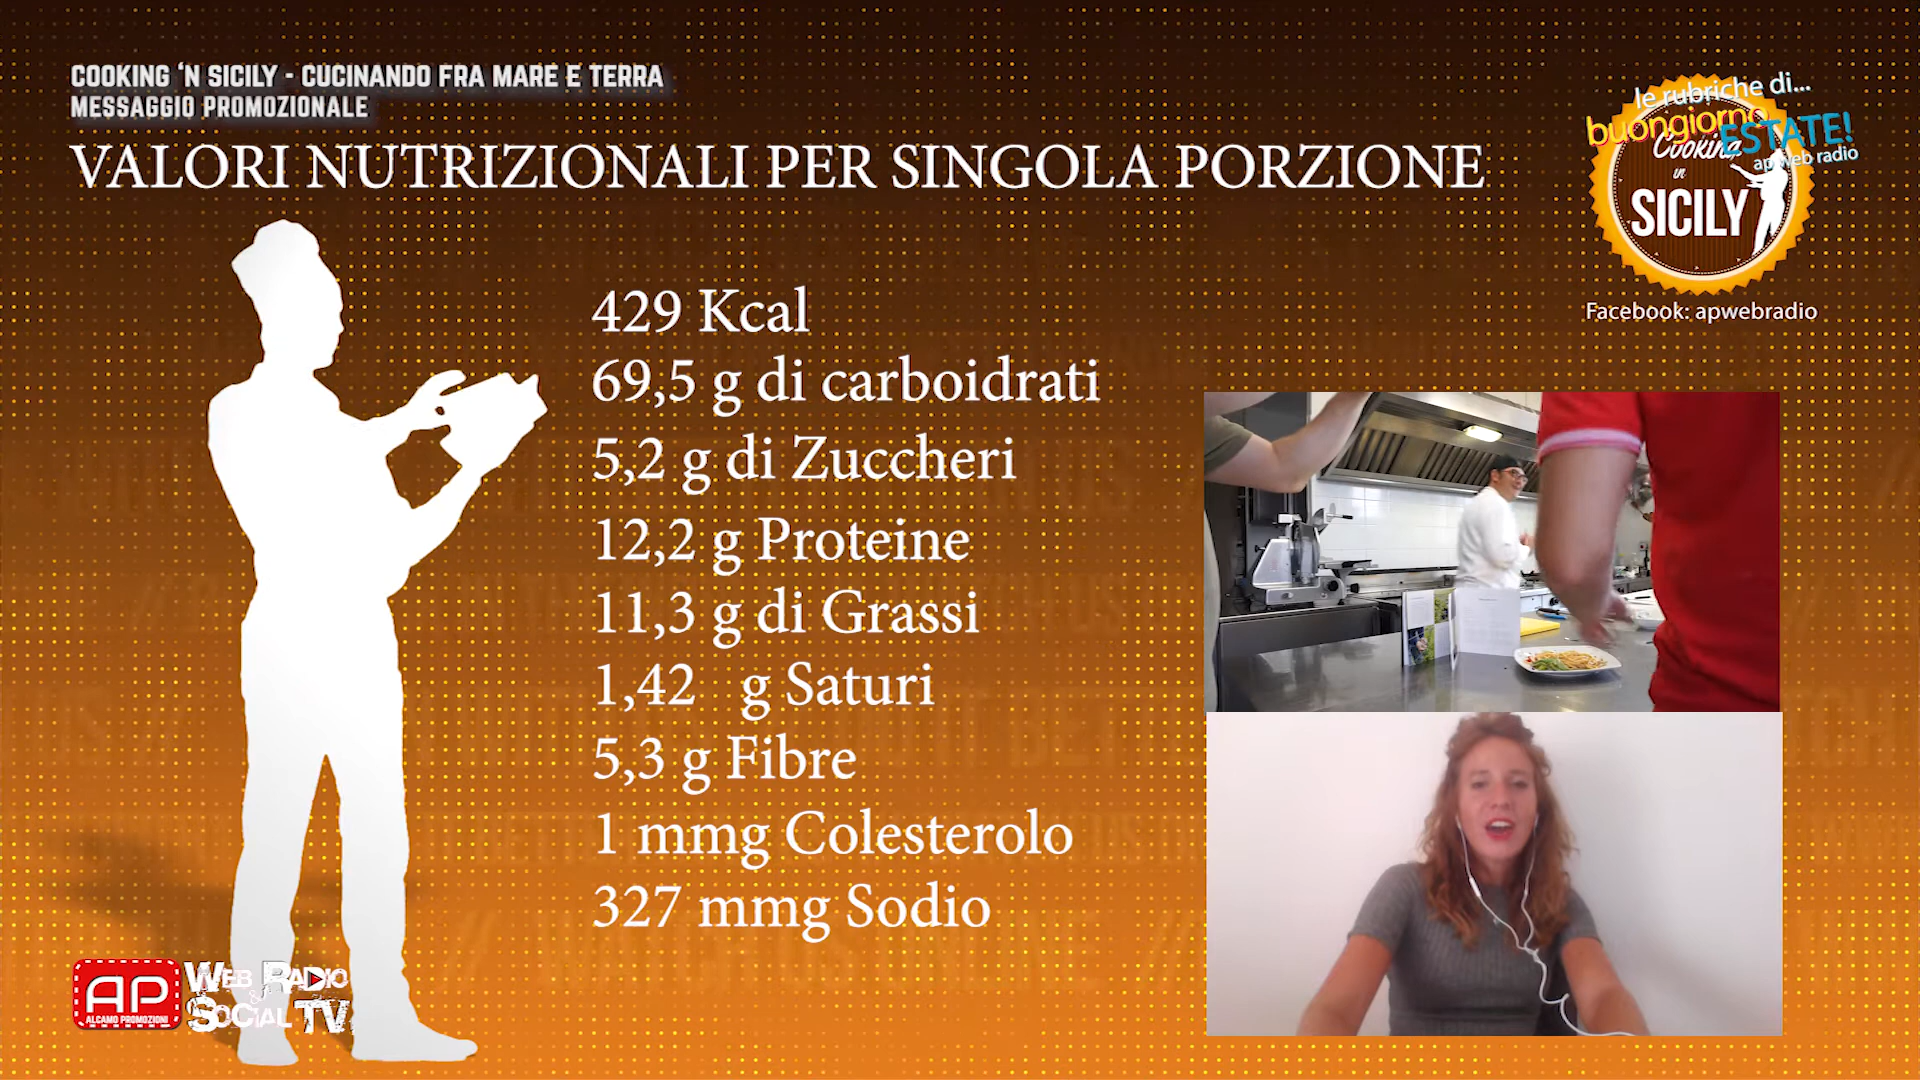 COOKING ‘N SICILY - CUCINANDO FRA MARE E TERRA
MESSAGGIO PROMOZIONALE
VALORI NUTRIZIONALI PER SINGOLA PORZIONE
le rubriche di...
buongiorno
ESTATE!
apweb radio
Cooking
in
SICILY
Facebook: apwebradio
429 Kcal
69,5 g di carboidrati
5,2 g di Zuccheri
12,2 g Proteine
11,3 g di Grassi
1,42 g Saturi
5,3 g Fibre
1 mmg Colesterolo
327 mmg Sodio
AP
ALCAMO PROMOZIONI
WEB RADIO
& SOCIAL TV